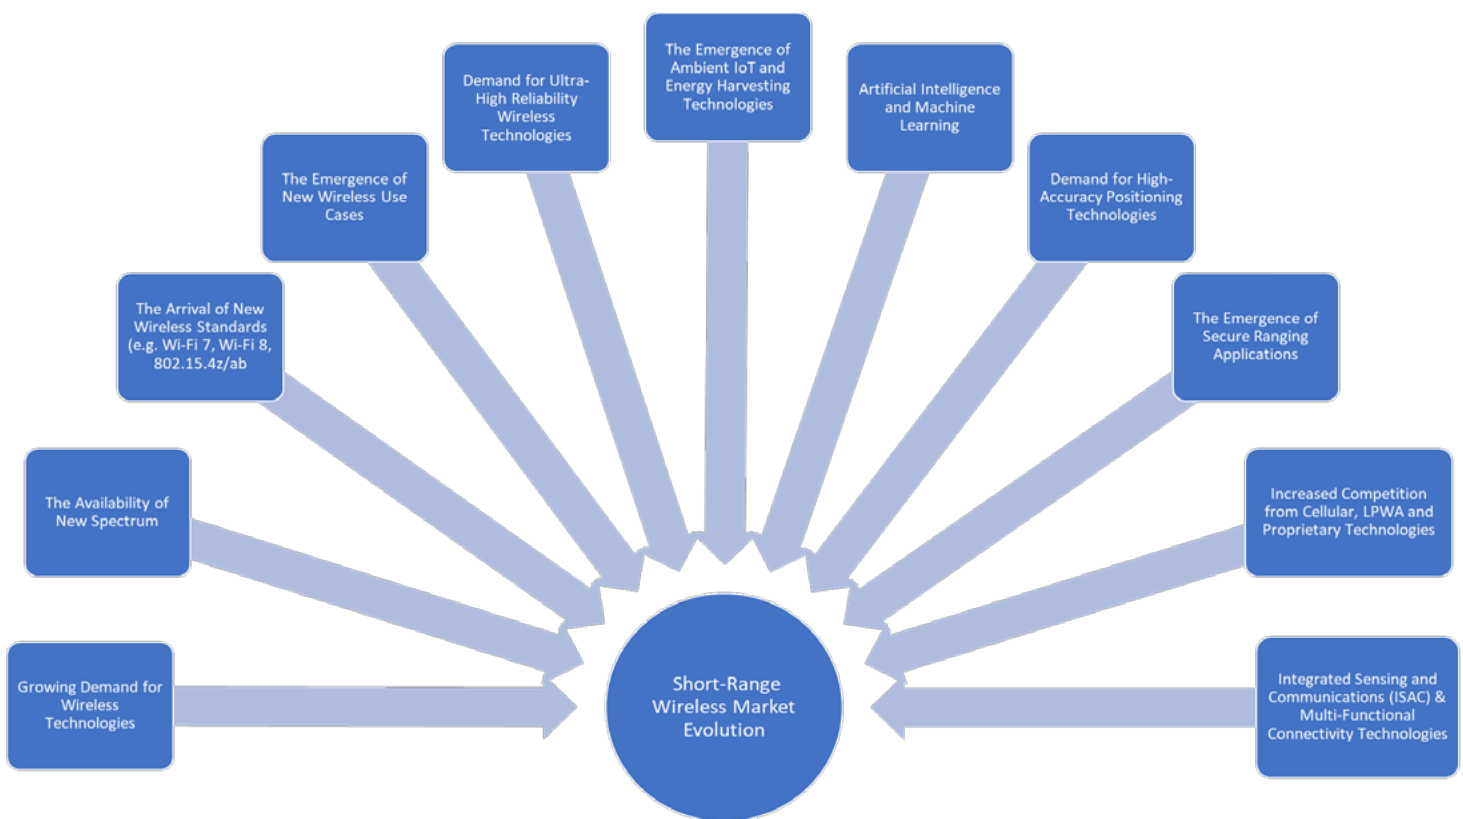 The Emergence of
Ambient IoT and
Energy Harvesting
Technologies
Demand for Ultra-
High Reliability
Wireless
Technologies
Artificial Intelligence
and Machine
Learning
The Emergence of
New Wireless Use
Cases
Demand for High-
Accuracy Positioning
Technologies
The Arrival of New
Wireless Standards
(e.g. Wi-Fi 7, Wi-Fi 8,
802.15.4z/ab
The Emergence of
Secure Ranging
Applications
The Availability of
New Spectrum
Increased Competition
from Cellular, LPWA and
Proprietary Technologies
Growing Demand for
Wireless
Technologies
Short-Range
Wireless Market
Evolution
Integrated Sensing and
Communications (ISAC) &
Multi-Functional
Connectivity Technologies